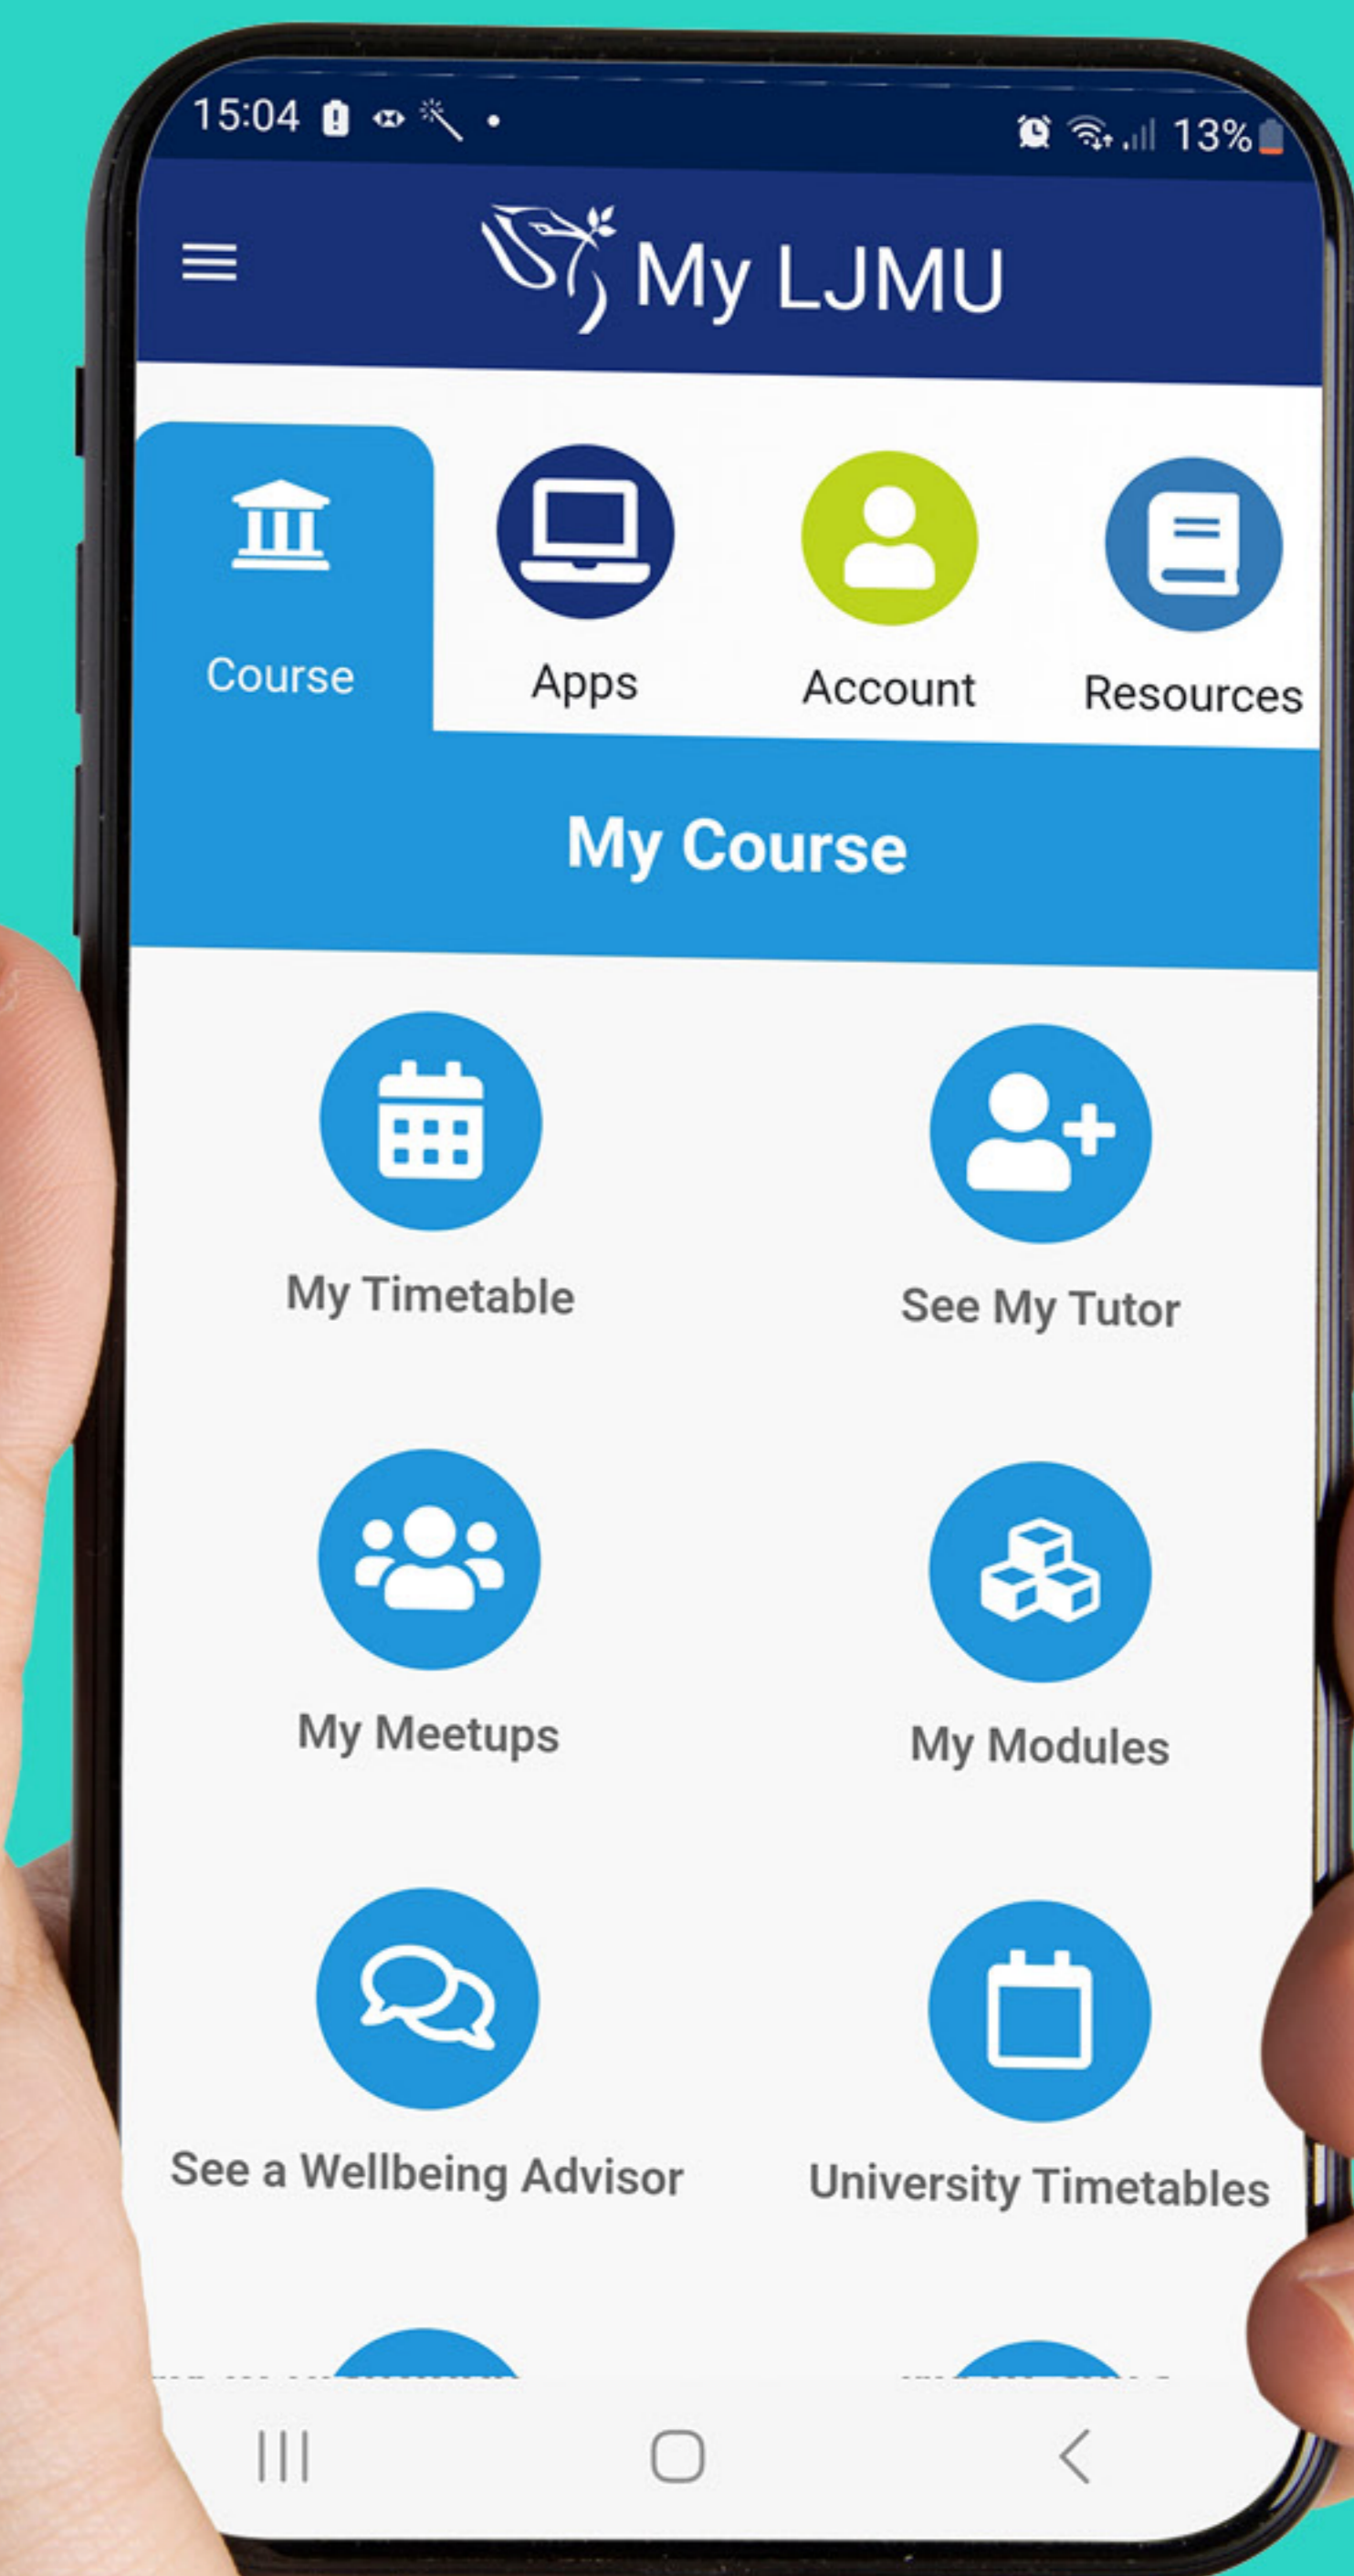 15:04
13%
My LJMU
Course
Apps
Account
Resources
My Course
My Timetable
See My Tutor
My Meetups
My Modules
See a Wellbeing Advisor
University Timetables